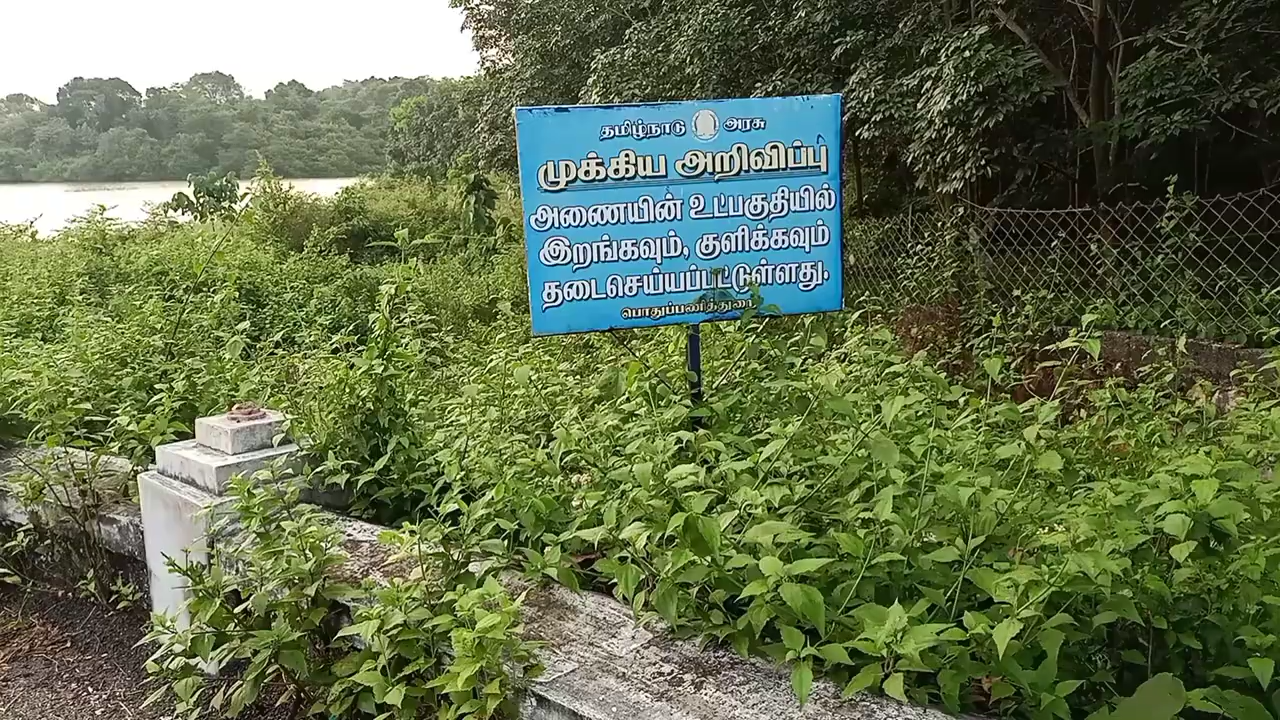 தமிழ்நாடு அரசு
முக்கிய அறிவிப்பு
அணையின் உட்பகுதியில்
இறங்கவும், குளிக்கவும்
தடைசெய்யப்பட்டுள்ளது.
பொதுப்பணித்துறை